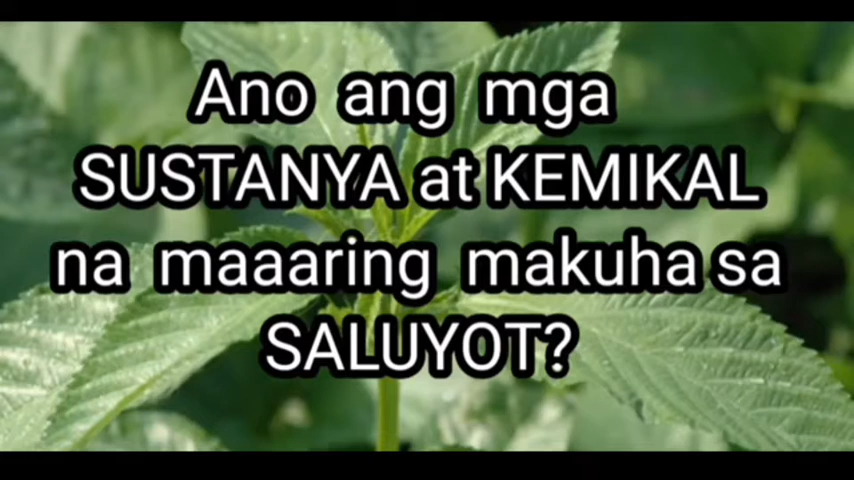 Ano ang mga
SUSTANYA at KEMIKAL
na maaaring makuha sa
SALUYOT?